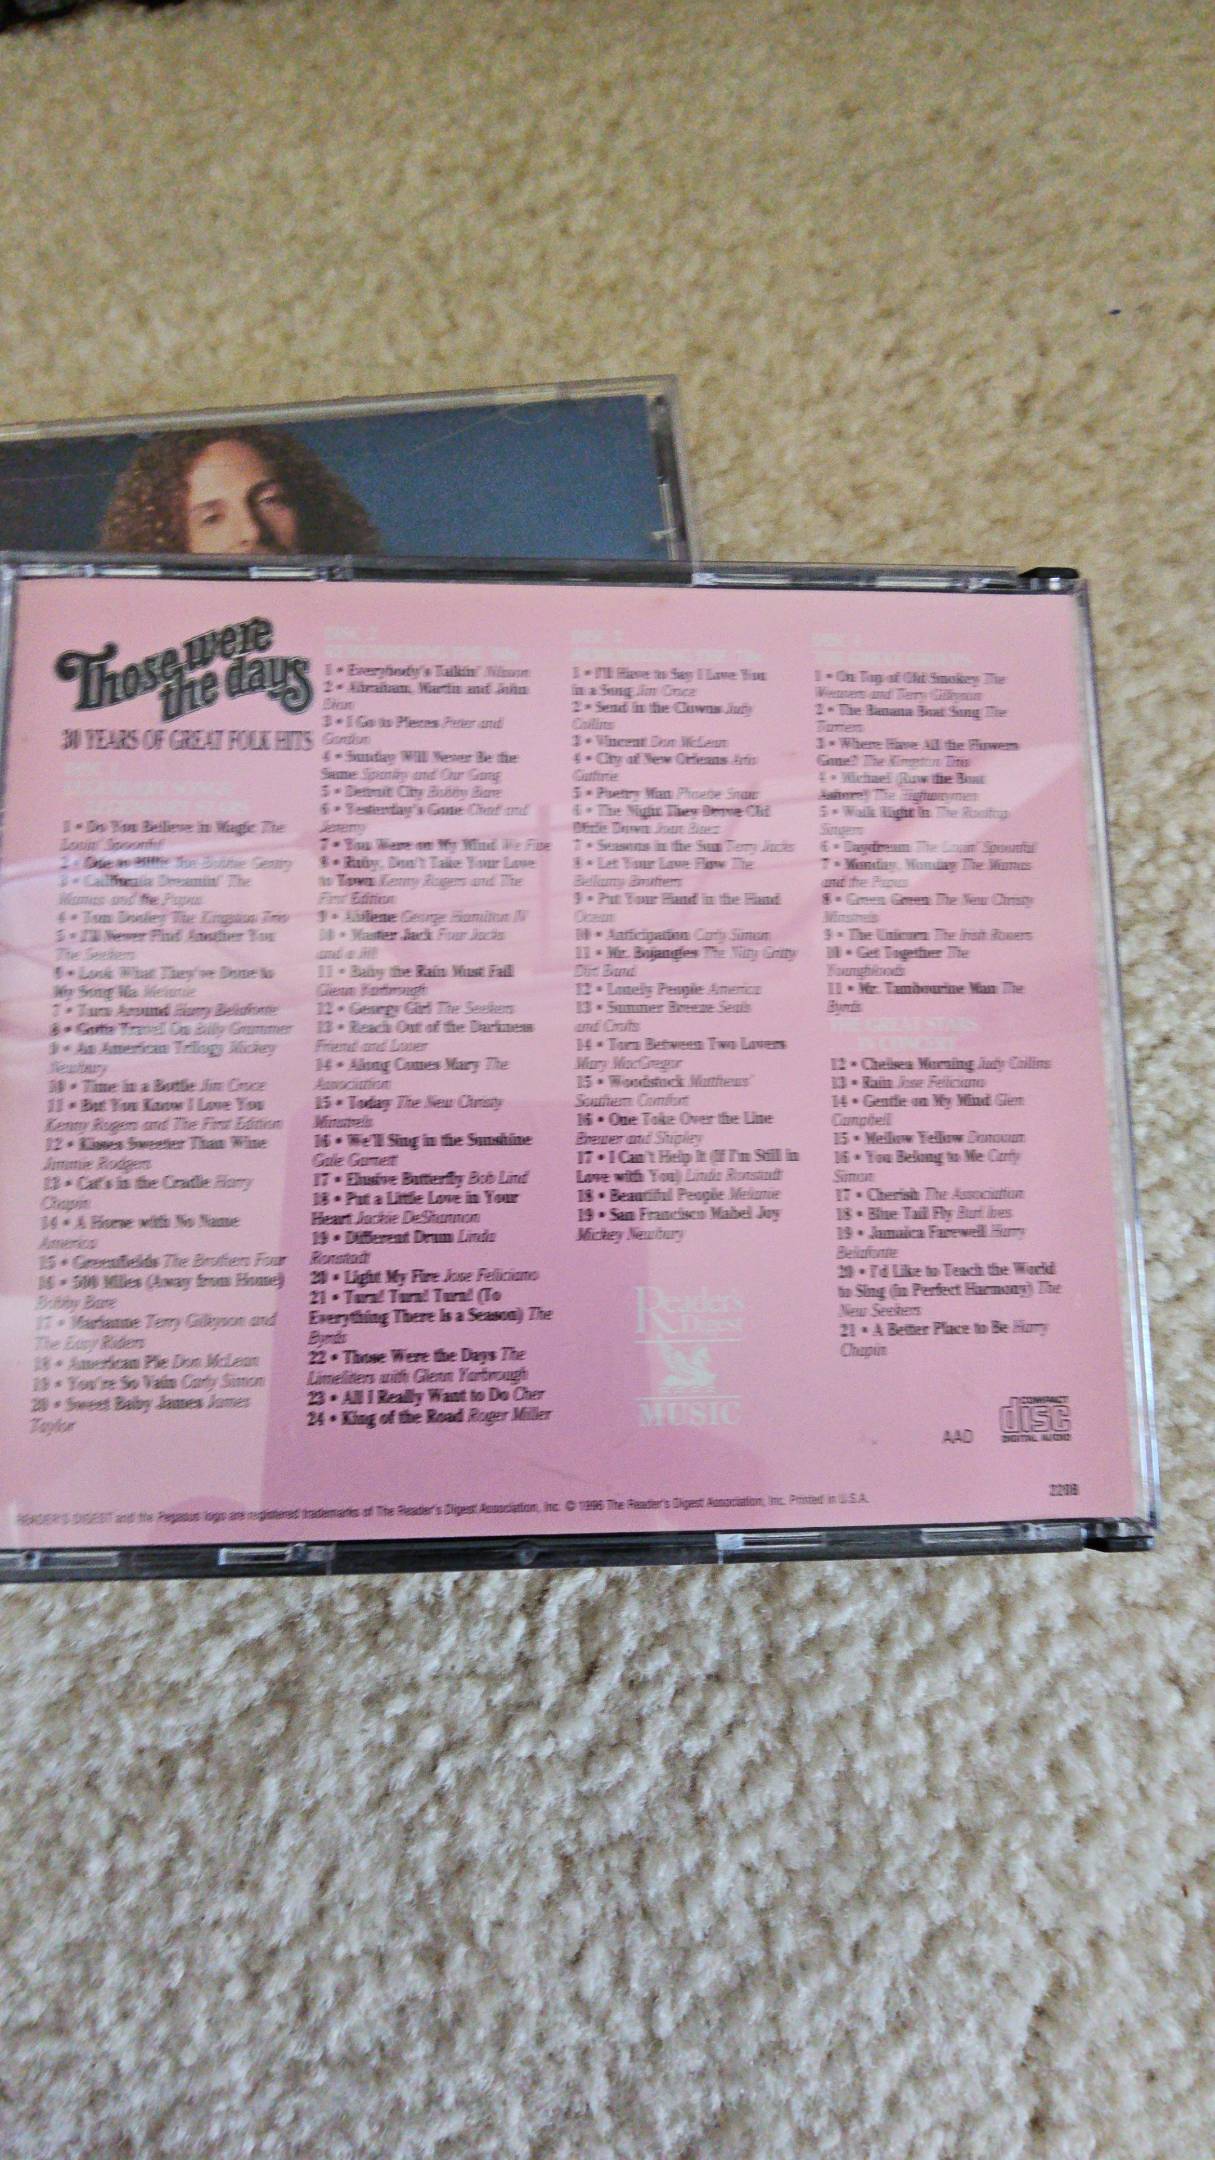 Those were
the days
30 YEARS OF GREAT FOLK HITS
1 • Do You Believe in Magic The
Lovin' Spoonful
2 • Ode to Billie Joe Bobbie Gentry
3 • California Dreamin' The
Mamas and the Papas
4 • Tom Dooley The Kingston Trio
5 • I'll Never Find Another You
The Seekers
6 • Look What They've Done to
My Song Ma Melanie
7 • Turn Around Harry Belafonte
8 • Gotta Travel On Billy Grammer
9 • An American Trilogy Mickey
Newbury
10 • Time in a Bottle Jim Croce
11 • But You Know I Love You
Kenny Rogers and The First Edition
12 • Kisses Sweeter Than Wine
Jimmie Rodgers
13 • Cat's in the Cradle Harry
Chapin
14 • A Horse with No Name
America
15 • Greenfields The Brothers Four
16 • 500 Miles (Away from Home)
Bobby Bare
17 • Marianne Terry Gilkyson and
The Easy Riders
18 • American Pie Don McLean
19 • You're So Vain Carly Simon
20 • Sweet Baby James James
Taylor
DISC 2
1 • Everybody's Talkin' Nilsson
2 • Abraham, Martin and John
Dion
3 • I Go to Pieces Peter and
Gordon
4 • Sunday Will Never Be the
Same Spanky and Our Gang
5 • Detroit City Bobby Bare
6 • Yesterday's Gone Chad and
Jeremy
7 • You Were on My Mind We Five
8 • Ruby, Don't Take Your Love
to Town Kenny Rogers and The
First Edition
9 • Abilene George Hamilton IV
10 • Master Jack Four Jacks
and a Jill
11 • Baby the Rain Must Fall
Glenn Yarbrough
12 • Georgy Girl The Seekers
13 • Reach Out of the Darkness
Friend and Lover
14 • Along Comes Mary The
Association
15 • Today The New Christy
Minstrels
16 • We'll Sing in the Sunshine
Gale Garnett
17 • Elusive Butterfly Bob Lind
18 • Put a Little Love in Your
Heart Jackie DeShannon
19 • Different Drum Linda
Ronstadt
20 • Light My Fire Jose Feliciano
21 • Turn! Turn! Turn! (To
Everything There Is a Season) The
Byrds
22 • Those Were the Days The
Limeliters with Glenn Yarbrough
23 • All I Really Want to Do Cher
24 • King of the Road Roger Miller
1 • I'll Have to Say I Love You
in a Song Jim Croce
2 • Send in the Clowns Judy
Collins
3 • Vincent Don McLean
4 • City of New Orleans Arlo
Guthrie
5 • Poetry Man Phoebe Snow
6 • The Night They Drove Old
Dixie Down Joan Baez
7 • Seasons in the Sun Terry Jacks
8 • Let Your Love Flow The
Bellamy Brothers
9 • Put Your Hand in the Hand
Ocean
10 • Anticipation Carly Simon
11 • Mr. Bojangles The Nitty Gritty
Dirt Band
12 • Lonely People America
13 • Summer Breeze Seals
and Crofts
14 • Torn Between Two Lovers
Mary MacGregor
15 • Woodstock Matthews'
Southern Comfort
16 • One Toke Over the Line
Brewer and Shipley
17 • I Can't Help It (If I'm Still in
Love with You) Linda Ronstadt
18 • Beautiful People Melanie
19 • San Francisco Mabel Joy
Mickey Newbury
Reader's
Digest
MUSIC
1 • On Top of Old Smokey The
Weavers and Terry Gilkyson
2 • The Banana Boat Song The
Tarriers
3 • Where Have All the Flowers
Gone? The Kingston Trio
4 • Michael (Row the Boat
Ashore) The Highwaymen
5 • Walk Right In The Rooftop
Singers
6 • Daydream The Lovin' Spoonful
7 • Monday, Monday The Mamas
and the Papas
8 • Green Green The New Christy
Minstrels
9 • The Unicorn The Irish Rovers
10 • Get Together The
Youngbloods
11 • Mr. Tambourine Man The
Byrds
THE GREAT STARS
IN CONCERT
12 • Chelsea Morning Judy Collins
13 • Rain Jose Feliciano
14 • Gentle on My Mind Glen
Campbell
15 • Mellow Yellow Donovan
16 • You Belong to Me Carly
Simon
17 • Cherish The Association
18 • Blue Tail Fly Burl Ives
19 • Jamaica Farewell Harry
Belafonte
20 • I'd Like to Teach the World
to Sing (in Perfect Harmony) The
New Seekers
21 • A Better Place to Be Harry
Chapin
AAD
COMPACT
disc
DIGITAL AUDIO
2208
READER'S DIGEST and the Pegasus logo are registered trademarks of The Reader's Digest Association, Inc. © 1996 The Reader's Digest Association, Inc. Printed in U.S.A.